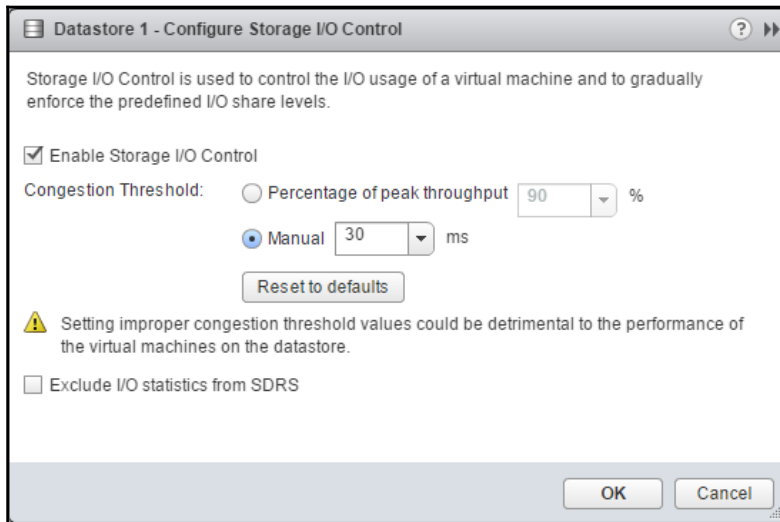 Datastore 1 - Configure Storage I/O Control ?
Storage I/O Control is used to control the I/O usage of a virtual machine and to gradually
enforce the predefined I/O share levels.
Enable Storage I/O Control
Congestion Threshold: Percentage of peak throughput 90 %
Manual 30 ms
Reset to defaults
Setting improper congestion threshold values could be detrimental to the performance of
the virtual machines on the datastore.
Exclude I/O statistics from SDRS
OK Cancel